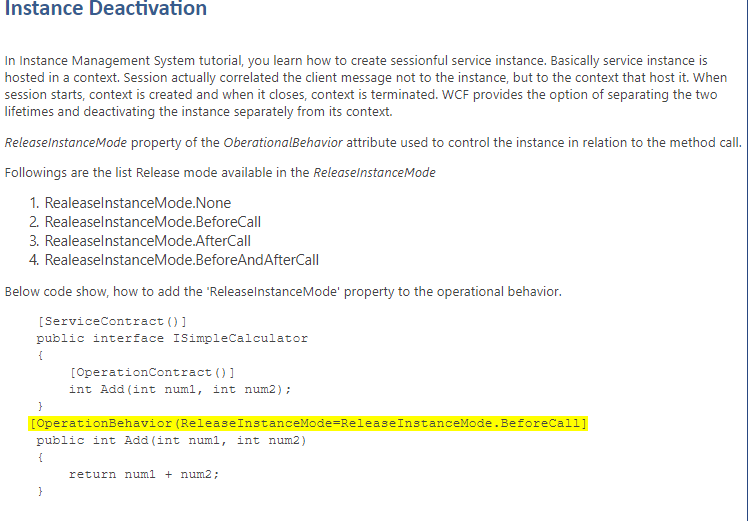 Instance Deactivation
In Instance Management System tutorial, you learn how to create sessionful service instance. Basically service instance is
hosted in a context. Session actually correlated the client message not to the instance, but to the context that host it. When
session starts, context is created and when it closes, context is terminated. WCF provides the option of separating the two
lifetimes and deactivating the instance separately from its context.
ReleaseInstanceMode property of the OberationalBehavior attribute used to control the instance in relation to the method call.
Followings are the list Release mode available in the ReleaseInstanceMode
1. RealeaseInstanceMode.None
2. RealeaseInstanceMode.BeforeCall
3. RealeaseInstanceMode.AfterCall
4. RealeaseInstanceMode.BeforeAndAfterCall
Below code show, how to add the 'ReleaseInstanceMode' property to the operational behavior.
[ServiceContract()]
public interface ISimpleCalculator
{
[OperationContract()]
int Add(int num1, int num2);
}
[OperationBehavior(ReleaseInstanceMode=ReleaseInstanceMode.BeforeCall]
public int Add(int num1, int num2)
{
return num1 + num2;
}